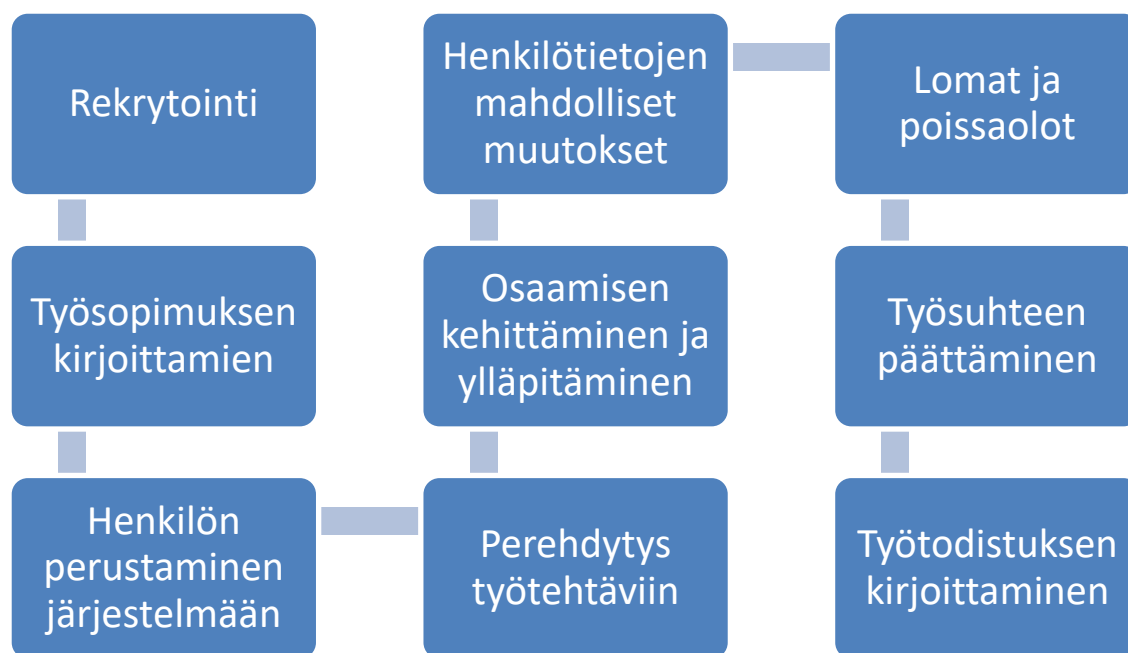 Rekrytointi
Työsopimuksen
kirjoittamien
Henkilön
perustaminen
järjestelmään
Perehdytys
työtehtäviin
Osaamisen
kehittäminen ja
ylläpitäminen
Henkilötietojen
mahdolliset
muutokset
Lomat ja
poissaolot
Työsuhteen
päättäminen
Työtodistuksen
kirjoittaminen